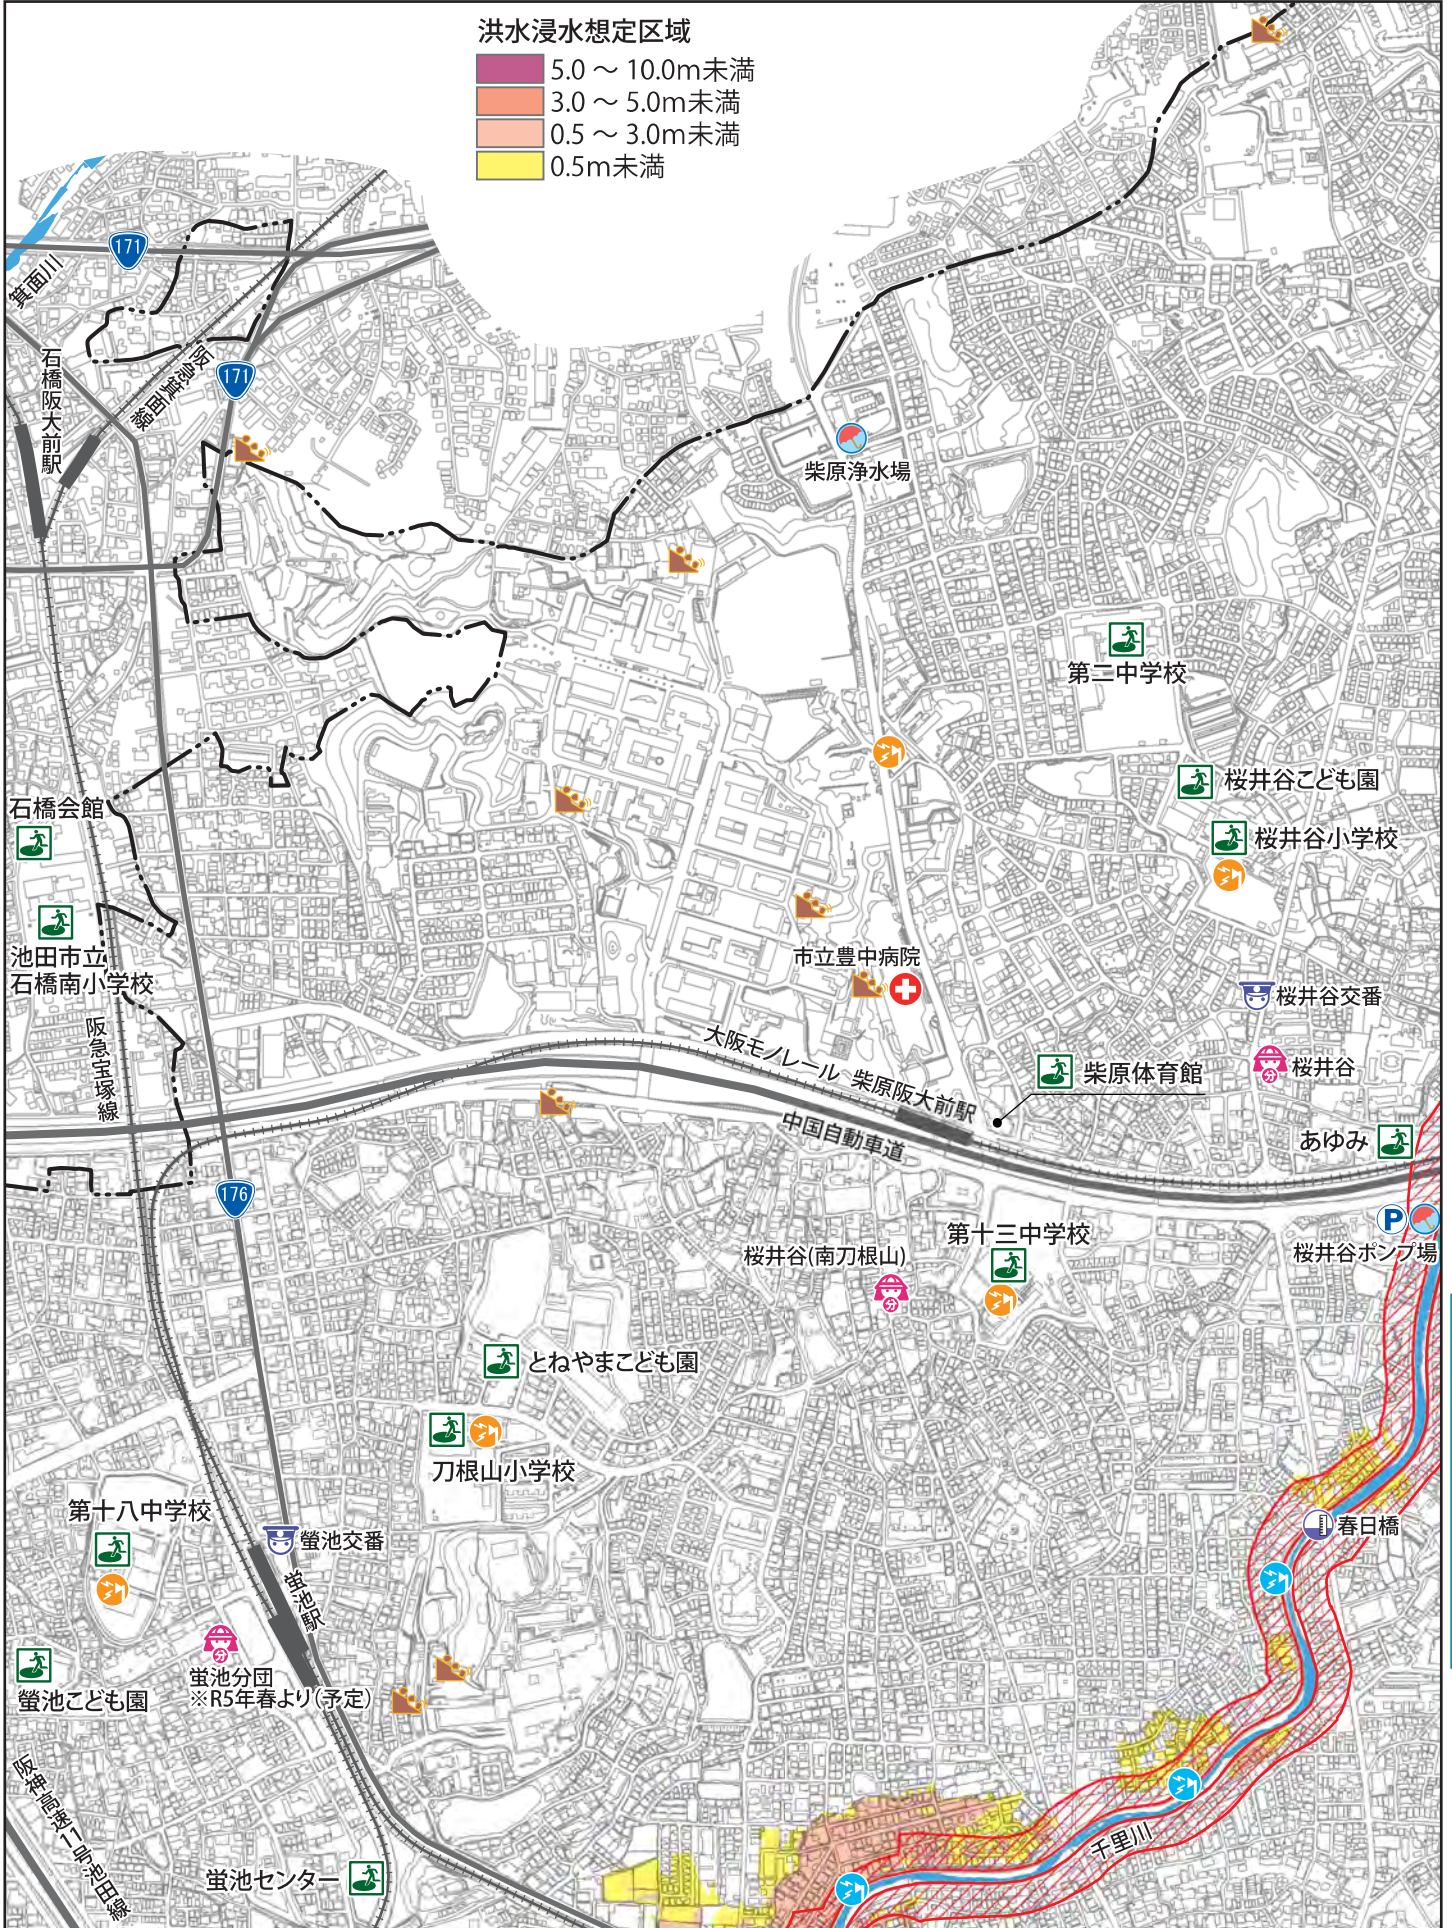 洪水浸水想定区域
5.0 ～ 10.0m未満
3.0 ～ 5.0m未満
0.5 ～ 3.0m未満
0.5m未満
171
箕面川
石橋阪大前駅
阪急箕面線
171
柴原浄水場
第二中学校
桜井谷こども園
石橋会館
桜井谷小学校
池田市立
石橋南小学校
市立豊中病院
桜井谷交番
阪急宝塚線
大阪モノレール 柴原阪大前駅
柴原体育館
分
桜井谷
中国自動車道
あゆみ
176
P
第十三中学校
桜井谷(南刀根山)
桜井谷ポンプ場
分
とねやまこども園
刀根山小学校
第十八中学校
春日橋
螢池交番
蛍池駅
分
蛍池分団
※R5年春より(予定)
螢池こども園
阪神高速11号池田線
千里川
蛍池センター